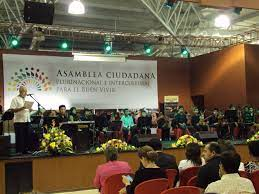 ASAMBLEA CIUDADANA
PLURINACIONAL E INTERCULTURAL
PARA EL BUEN VIVIR